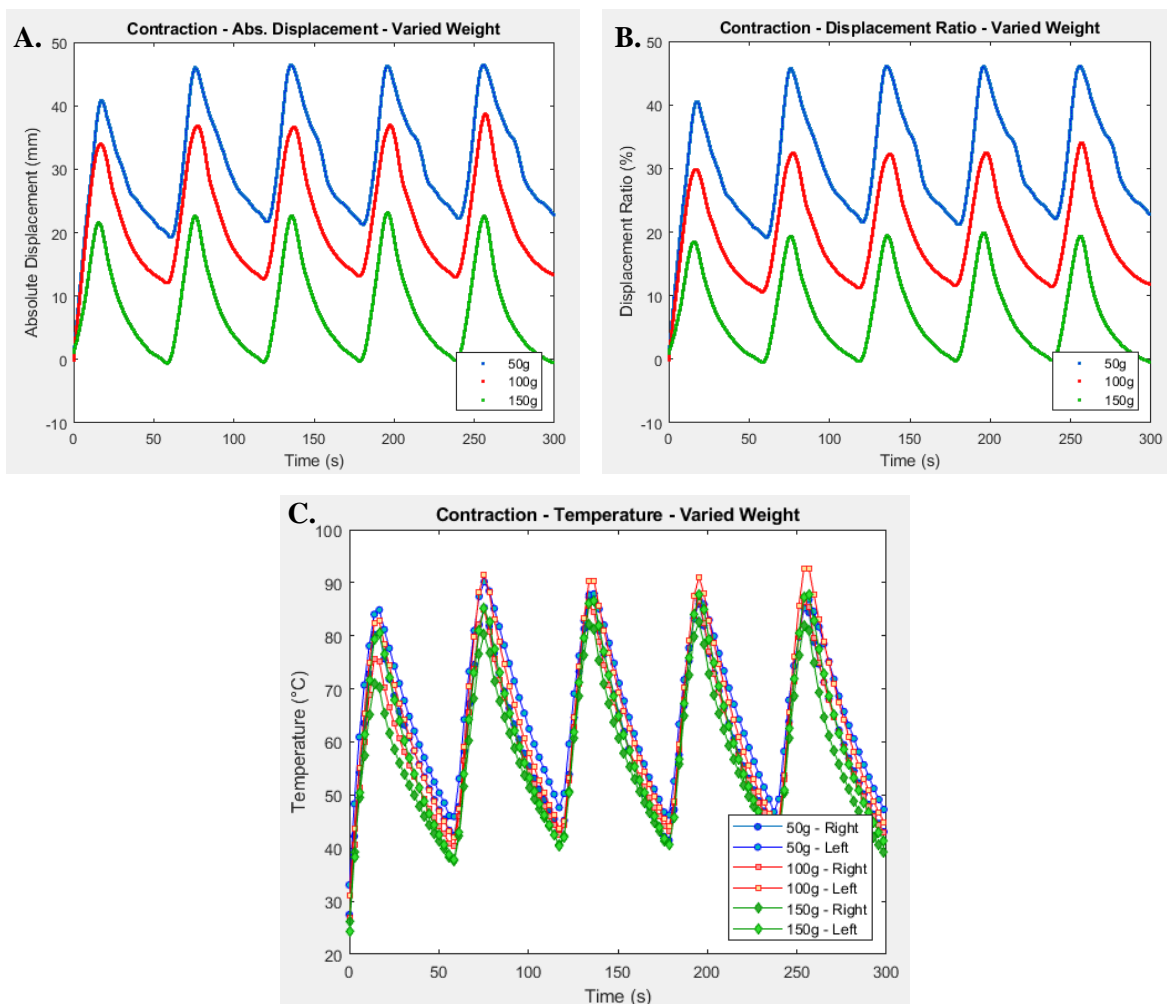 A.
Contraction - Abs. Displacement - Varied Weight
50
40
30
20
10
0
-10
Absolute Displacement (mm)
0 50 100 150 200 250 300
Time (s)
50g
100g
150g
B.
Contraction - Displacement Ratio - Varied Weight
50
40
30
20
10
0
-10
Displacement Ratio (%)
0 50 100 150 200 250 300
Time (s)
50g
100g
150g
C.
Contraction - Temperature - Varied Weight
100
90
80
70
60
50
40
30
20
Temperature (°C)
0 50 100 150 200 250 300
Time (s)
50g - Right
50g - Left
100g - Right
100g - Left
150g - Right
150g - Left